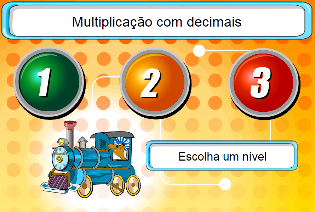 Multiplicação com decimais
1 2 3
Escolha um nível